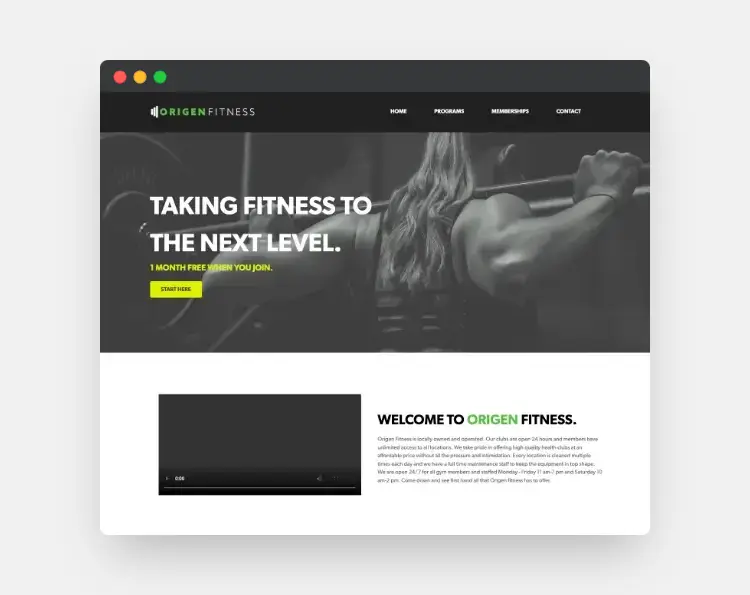 ORIGENFITNESS
HOME PROGRAMS MEMBERSHIPS CONTACT
TAKING FITNESS TO
THE NEXT LEVEL.
1 MONTH FREE WHEN YOU JOIN.
START HERE
WELCOME TO ORIGEN FITNESS.
Origen Fitness is locally owned and operated. Our clubs are open 24 hours and members have
unlimited access to all locations. We take pride in offering high quality health clubs at an
affordable price without all the pressure and intimidation. Every location is cleaned multiple
times each day and we have a full time maintenance staff to keep the equipment in top shape.
We are open 24/7 for all gym members and staffed Monday - Friday 11 am-7 pm and Saturday 10
am-2 pm. Come down and see first hand all that Origen Fitness has to offer.
0:00